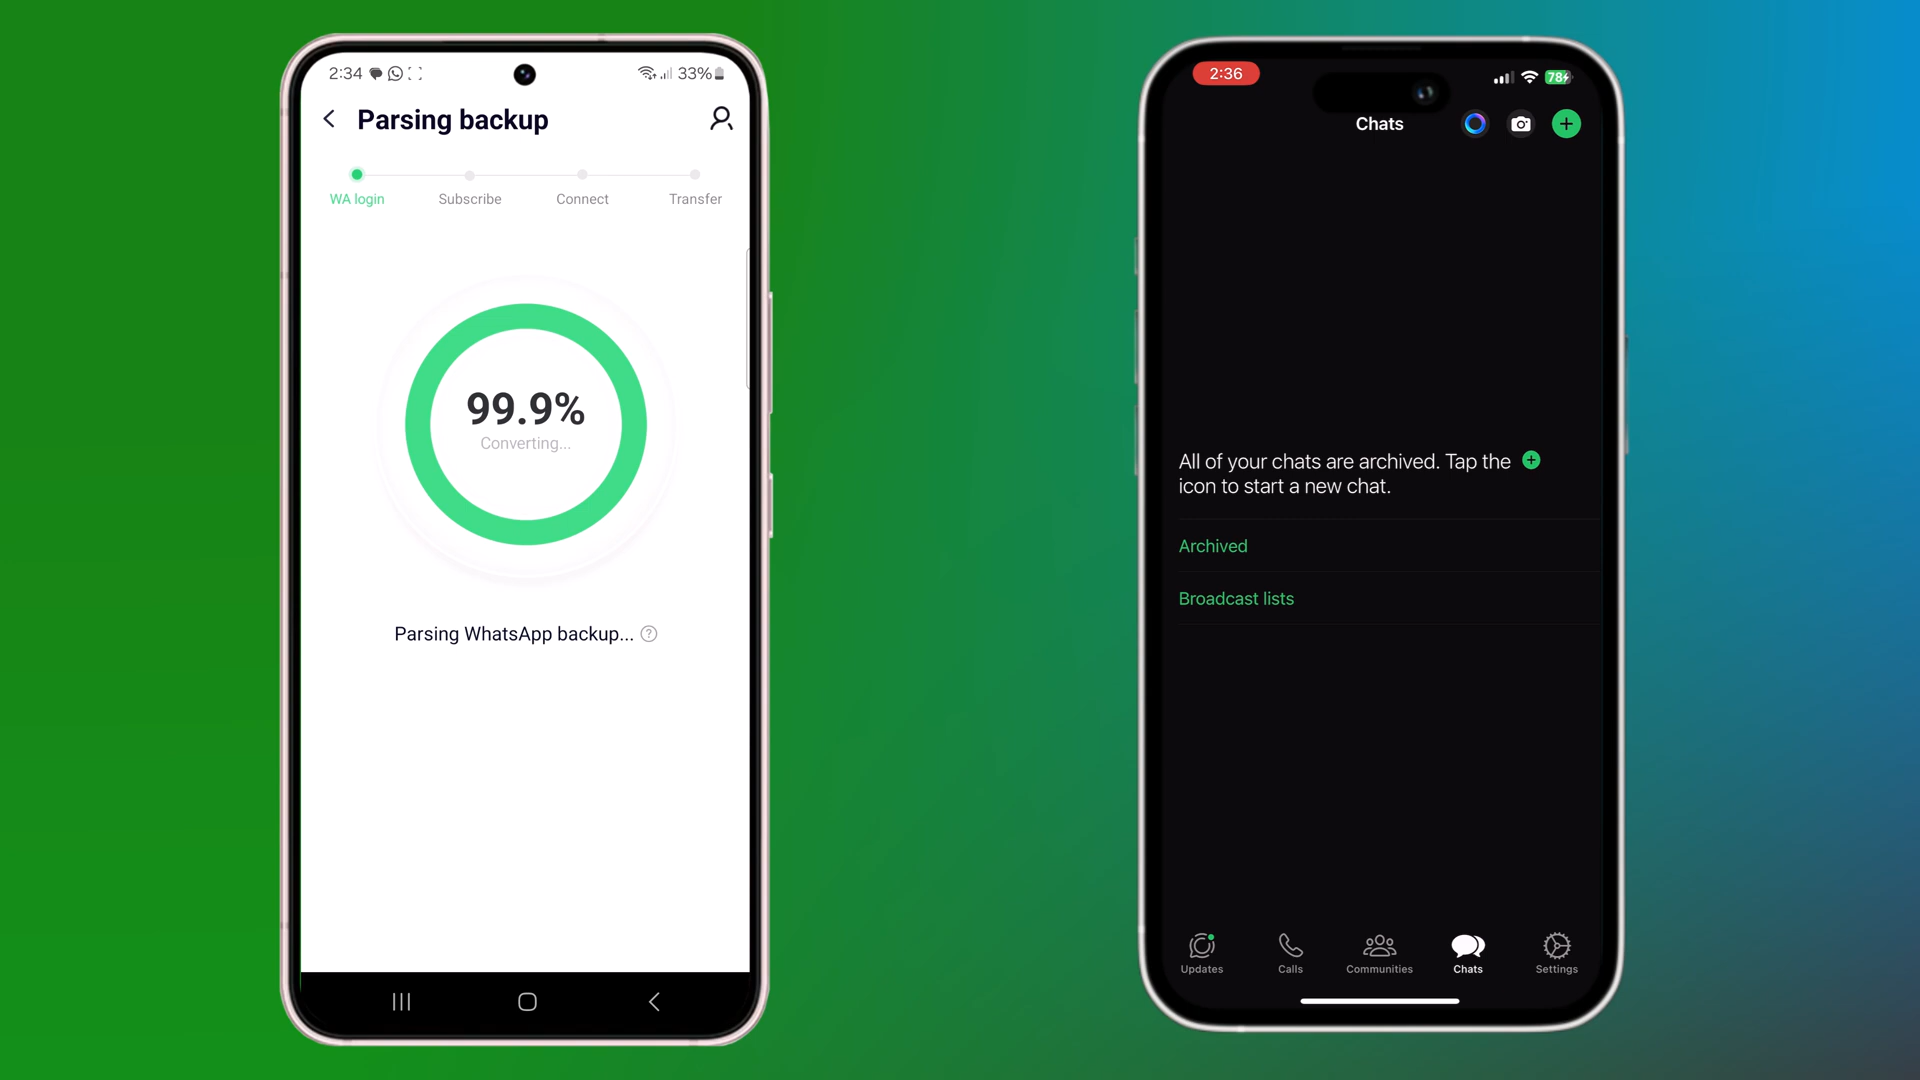 2:34
33%
Parsing backup
WA login
Subscribe
Connect
Transfer
99.9%
Converting...
Parsing WhatsApp backup...
2:36
78
Chats
All of your chats are archived. Tap the
icon to start a new chat.
Archived
Broadcast lists
Updates
Calls
Communities
Chats
Settings